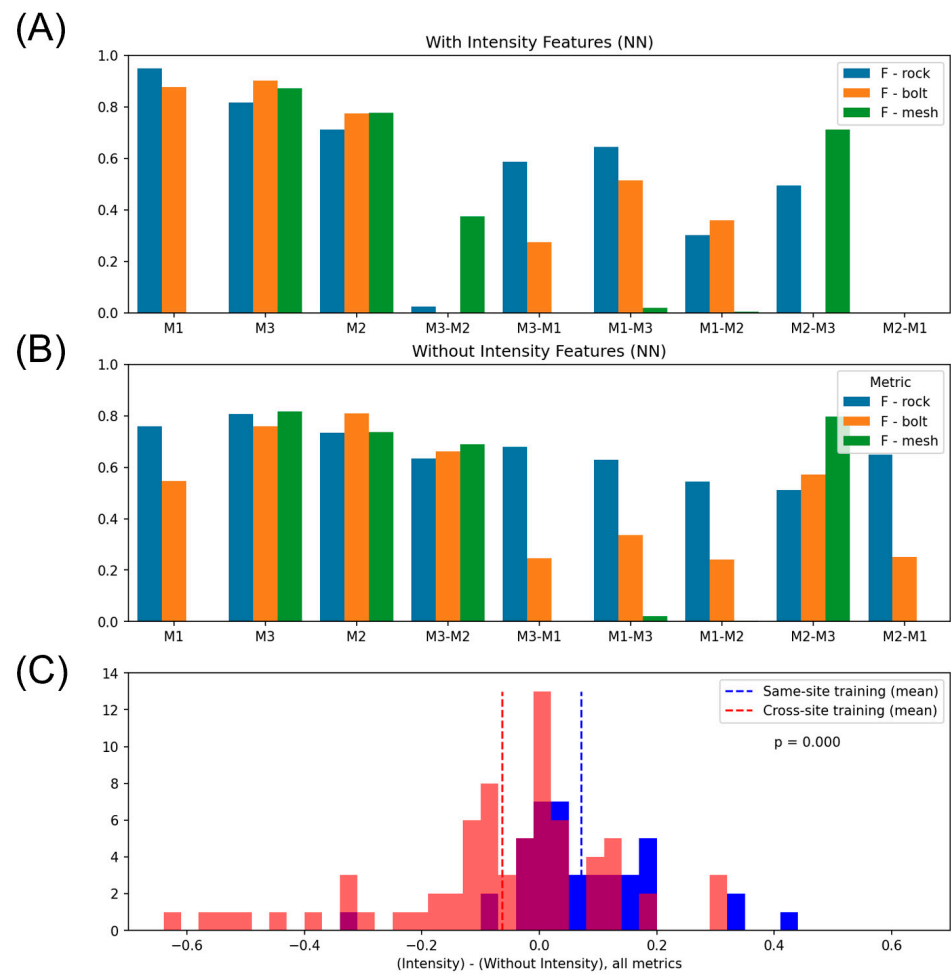 (A)
With Intensity Features (NN)
1.0
0.8
0.6
0.4
0.2
0.0
F - rock
F - bolt
F - mesh
M1 M3 M2 M3-M2 M3-M1 M1-M3 M1-M2 M2-M3 M2-M1
(B)
Without Intensity Features (NN)
1.0
0.8
0.6
0.4
0.2
0.0
Metric
F - rock
F - bolt
F - mesh
M1 M3 M2 M3-M2 M3-M1 M1-M3 M1-M2 M2-M3 M2-M1
(C)
14
12
10
8
6
4
2
0
Same-site training (mean)
Cross-site training (mean)
p = 0.000
−0.6 −0.4 −0.2 0.0 0.2 0.4 0.6
(Intensity) - (Without Intensity), all metrics